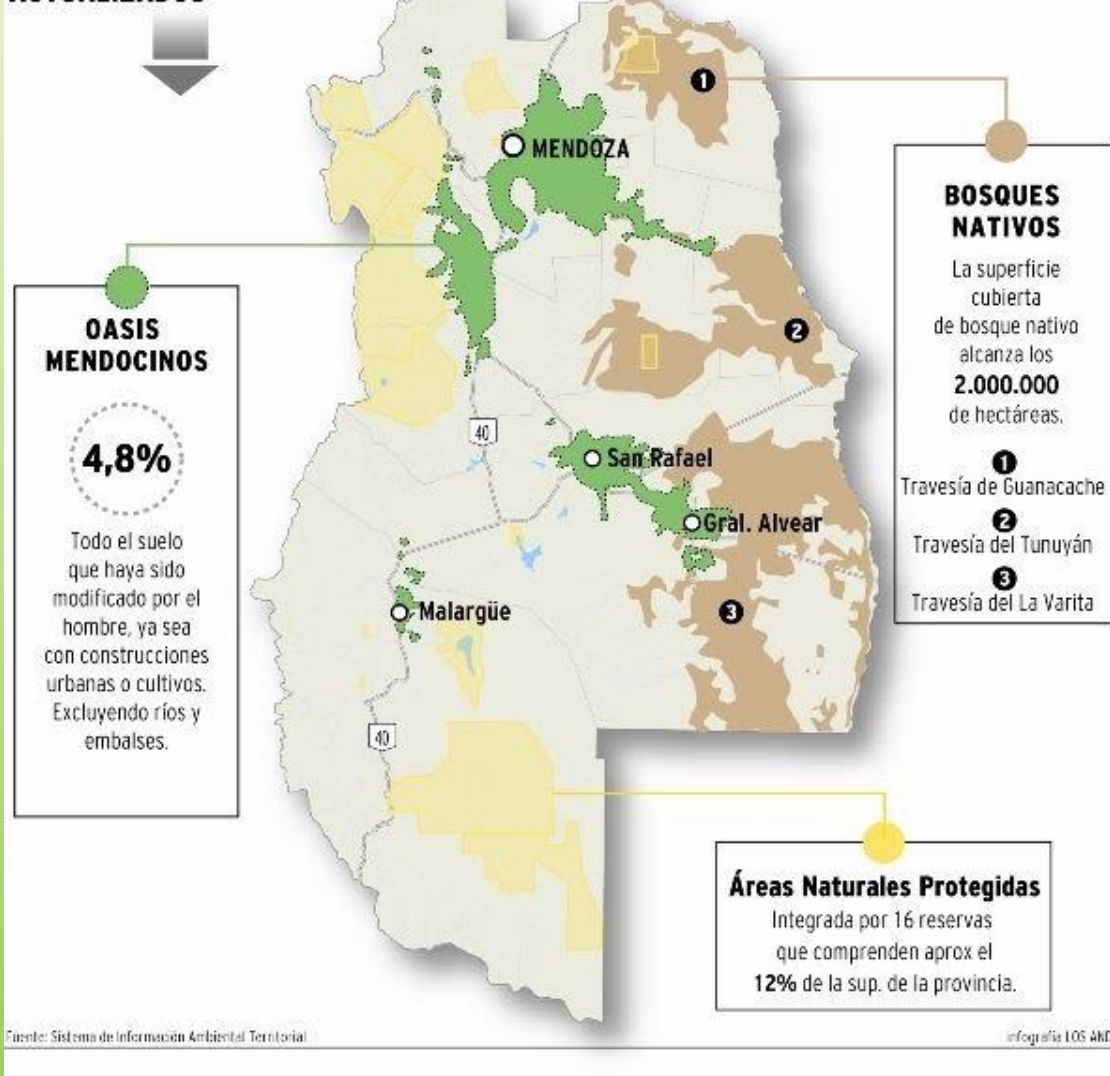 MENDOZA
San Rafael
Gral. Alvear
Malargüe
40
40
1
2
3
OASIS
MENDOCINOS
4,8%
Todo el suelo
que haya sido
modificado por el
hombre, ya sea
con construcciones
urbanas o cultivos.
Excluyendo ríos y
embalses.
BOSQUES
NATIVOS
La superficie
cubierta
de bosque nativo
alcanza los
2.000.000
de hectáreas.
1
Travesía de Guanacache
2
Travesía del Tunuyán
3
Travesía del La Varita
Áreas Naturales Protegidas
Integrada por 16 reservas
que comprenden aprox el
12% de la sup. de la provincia.
Fuente: Sistema de Información Ambiental Territorial
infografía LOS AND